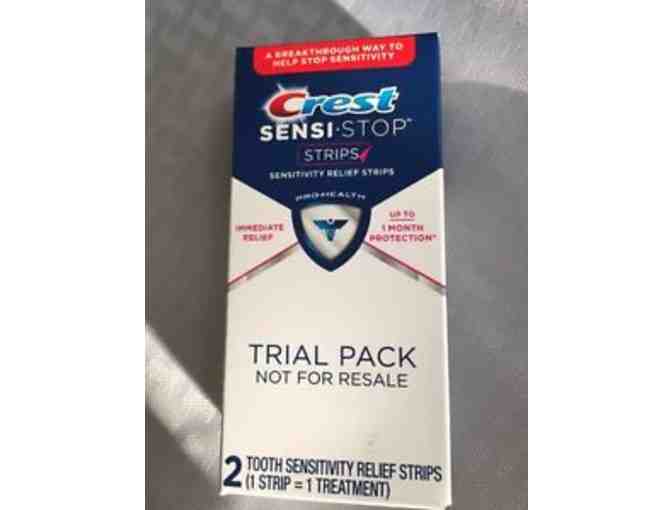 A BREAKTHROUGH WAY TO
HELP STOP SENSITIVITY
Crest
SENSI·STOP™
STRIPS
SENSITIVITY RELIEF STRIPS
PRO-HEALTH
IMMEDIATE
RELIEF
UP TO
1 MONTH
PROTECTION*
TRIAL PACK
NOT FOR RESALE
2 TOOTH SENSITIVITY RELIEF STRIPS
(1 STRIP = 1 TREATMENT)